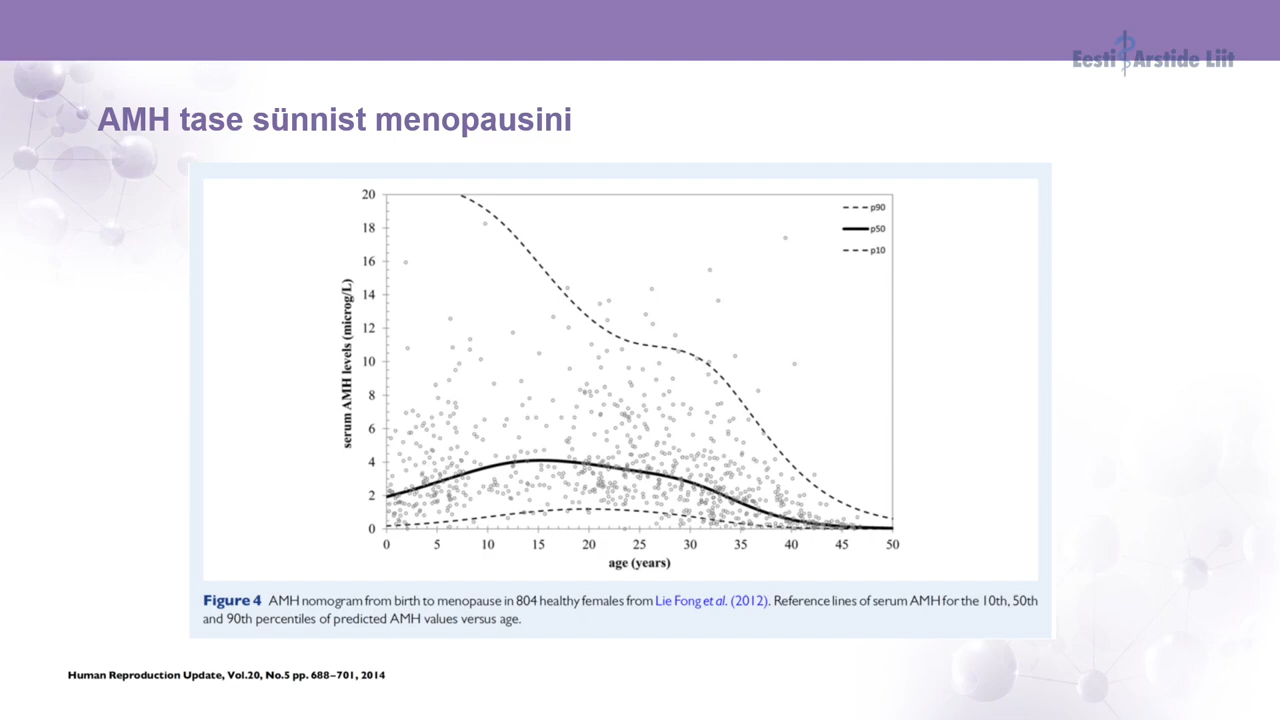 Eesti Arstide Liit
AMH tase sünnist menopausini
20
18
16
14
12
10
8
6
4
2
0
serum AMH levels (microg/L)
p90
p50
p10
0 5 10 15 20 25 30 35 40 45 50
age (years)
Figure 4 AMH nomogram from birth to menopause in 804 healthy females from Lie Fong et al. (2012). Reference lines of serum AMH for the 10th, 50th
and 90th percentiles of predicted AMH values versus age.
Human Reproduction Update, Vol.20, No.5 pp. 688–701, 2014